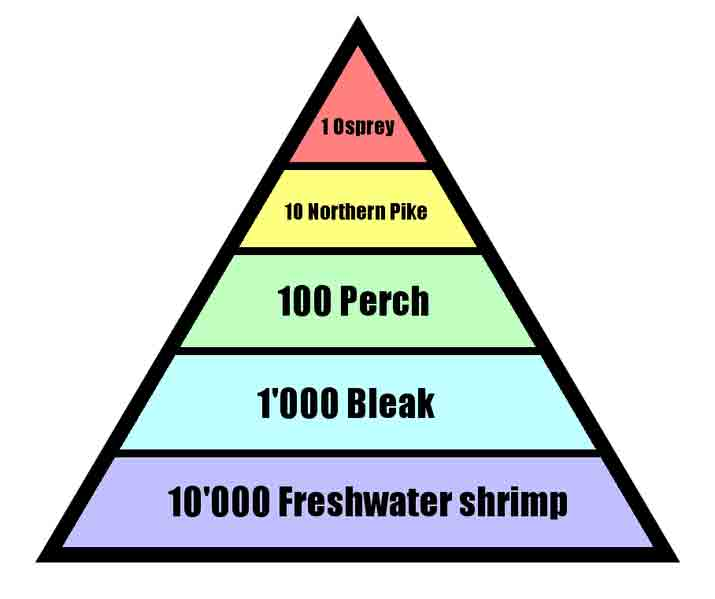 1 Osprey
10 Northern Pike
100 Perch
1'000 Bleak
10'000 Freshwater shrimp